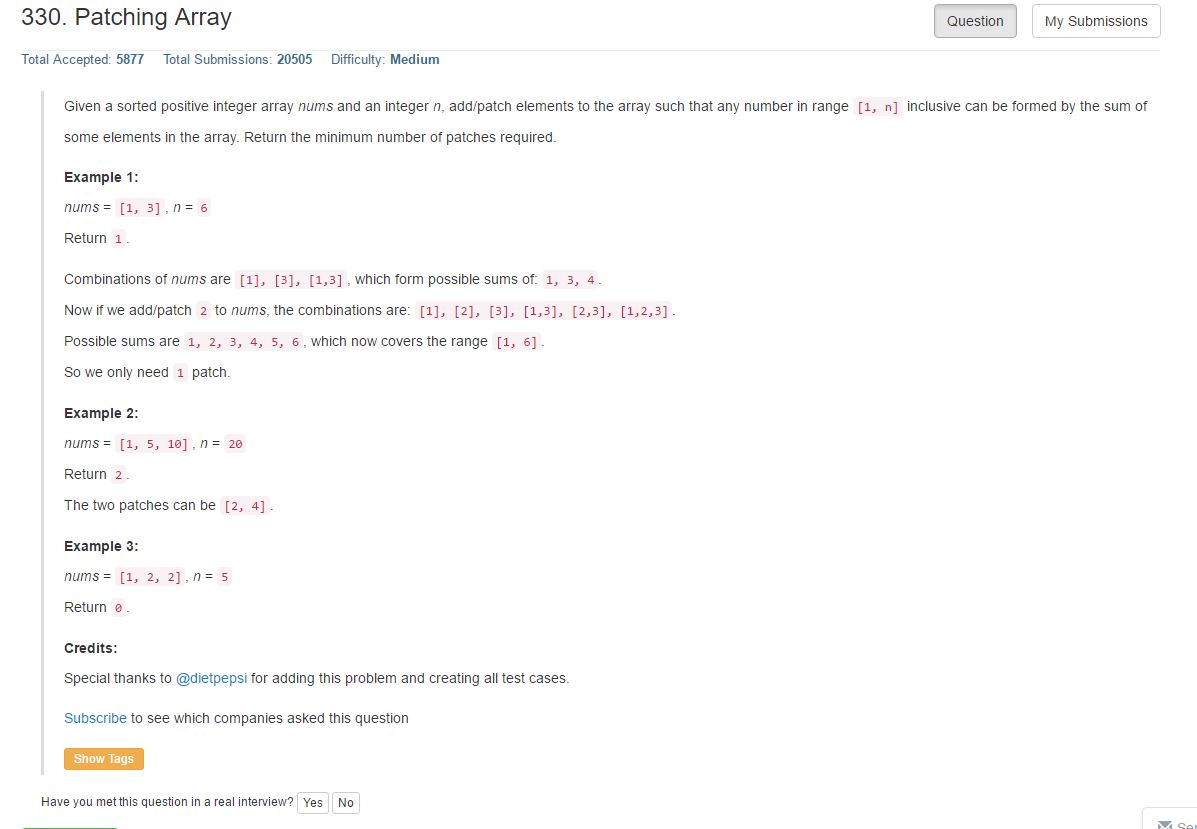 330. Patching Array
Question
My Submissions
Total Accepted: 5877 Total Submissions: 20505 Difficulty: Medium
Given a sorted positive integer array nums and an integer n, add/patch elements to the array such that any number in range [1, n] inclusive can be formed by the sum of
some elements in the array. Return the minimum number of patches required.
Example 1:
nums = [1, 3], n = 6
Return 1.
Combinations of nums are [1], [3], [1,3], which form possible sums of: 1, 3, 4.
Now if we add/patch 2 to nums, the combinations are: [1], [2], [3], [1,3], [2,3], [1,2,3].
Possible sums are 1, 2, 3, 4, 5, 6, which now covers the range [1, 6].
So we only need 1 patch.
Example 2:
nums = [1, 5, 10], n = 20
Return 2.
The two patches can be [2, 4].
Example 3:
nums = [1, 2, 2], n = 5
Return 0.
Credits:
Special thanks to @dietpepsi for adding this problem and creating all test cases.
Subscribe to see which companies asked this question
Show Tags
Have you met this question in a real interview? Yes No